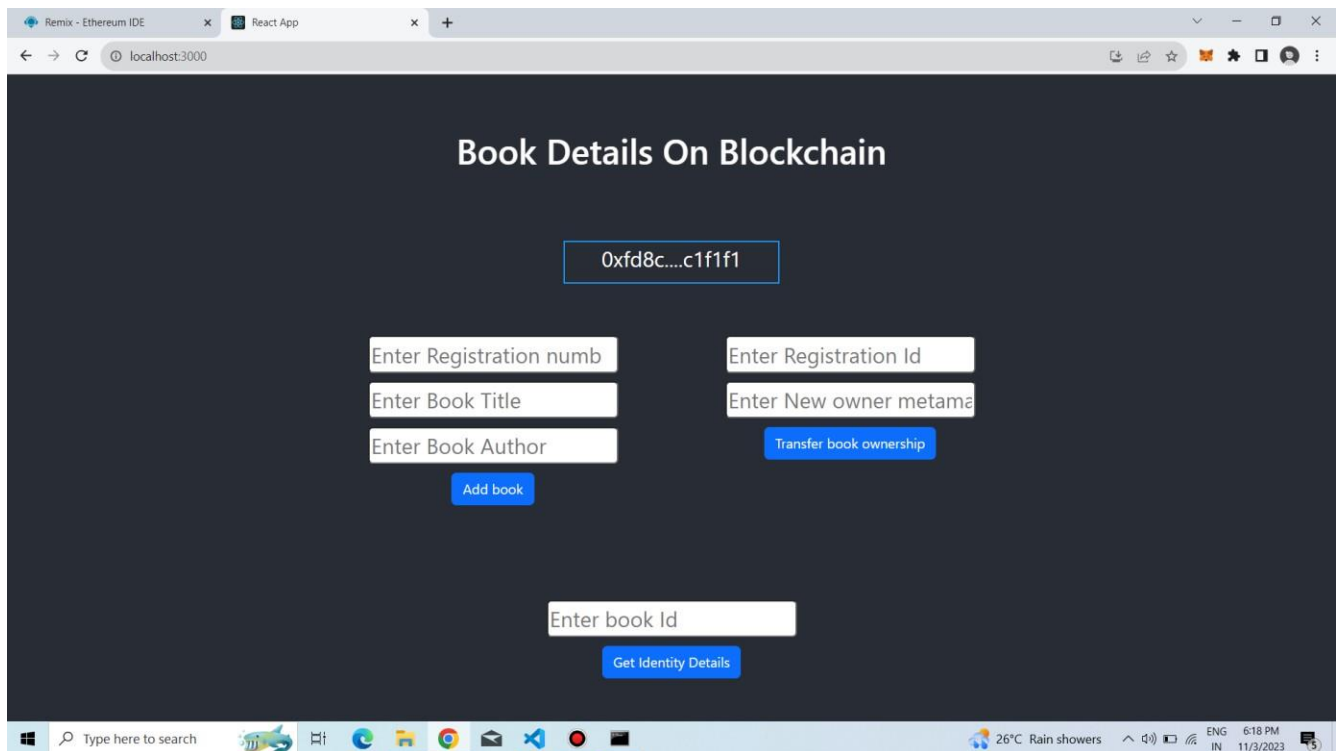 Remix - Ethereum IDE
React App
localhost:3000
Book Details On Blockchain
0xfd8c....c1f1f1
Enter Registration numb
Enter Book Title
Enter Book Author
Add book
Enter Registration Id
Enter New owner metama
Transfer book ownership
Enter book Id
Get Identity Details
Type here to search
26°C Rain showers
ENG
IN
6:18 PM
11/3/2023
5